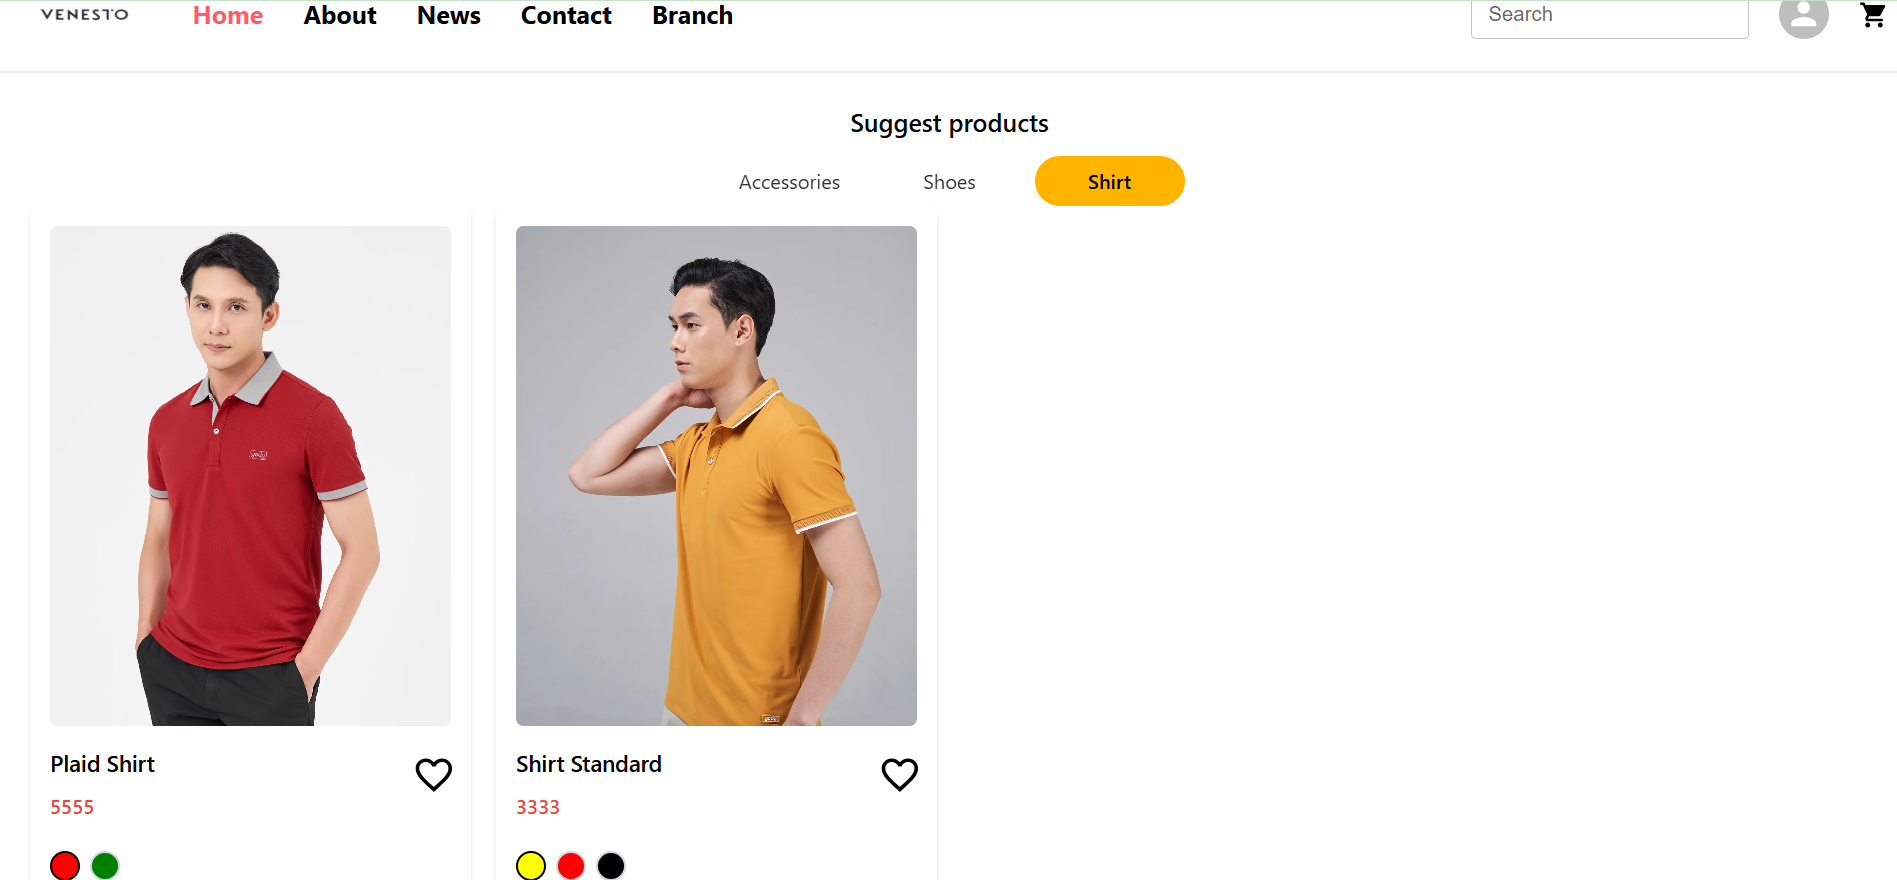 VENESTO Home About News Contact Branch Search
Suggest products
Accessories Shoes Shirt
Plaid Shirt
5555
Shirt Standard
3333